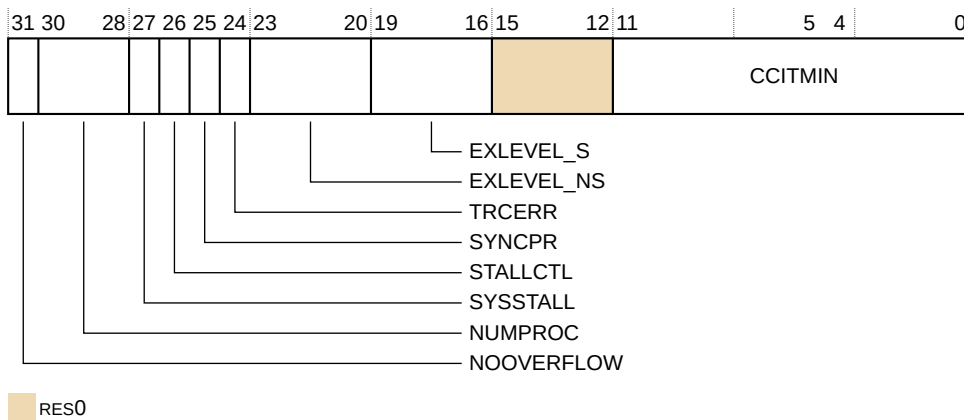 31 30 28 27 26 25 24 23 20 19 16 15 12 11 5 4 0
CCITMIN
EXLEVEL_S
EXLEVEL_NS
TRCERR
SYNCPR
STALLCTL
SYSSTALL
NUMPROC
NOOVERFLOW
RES0